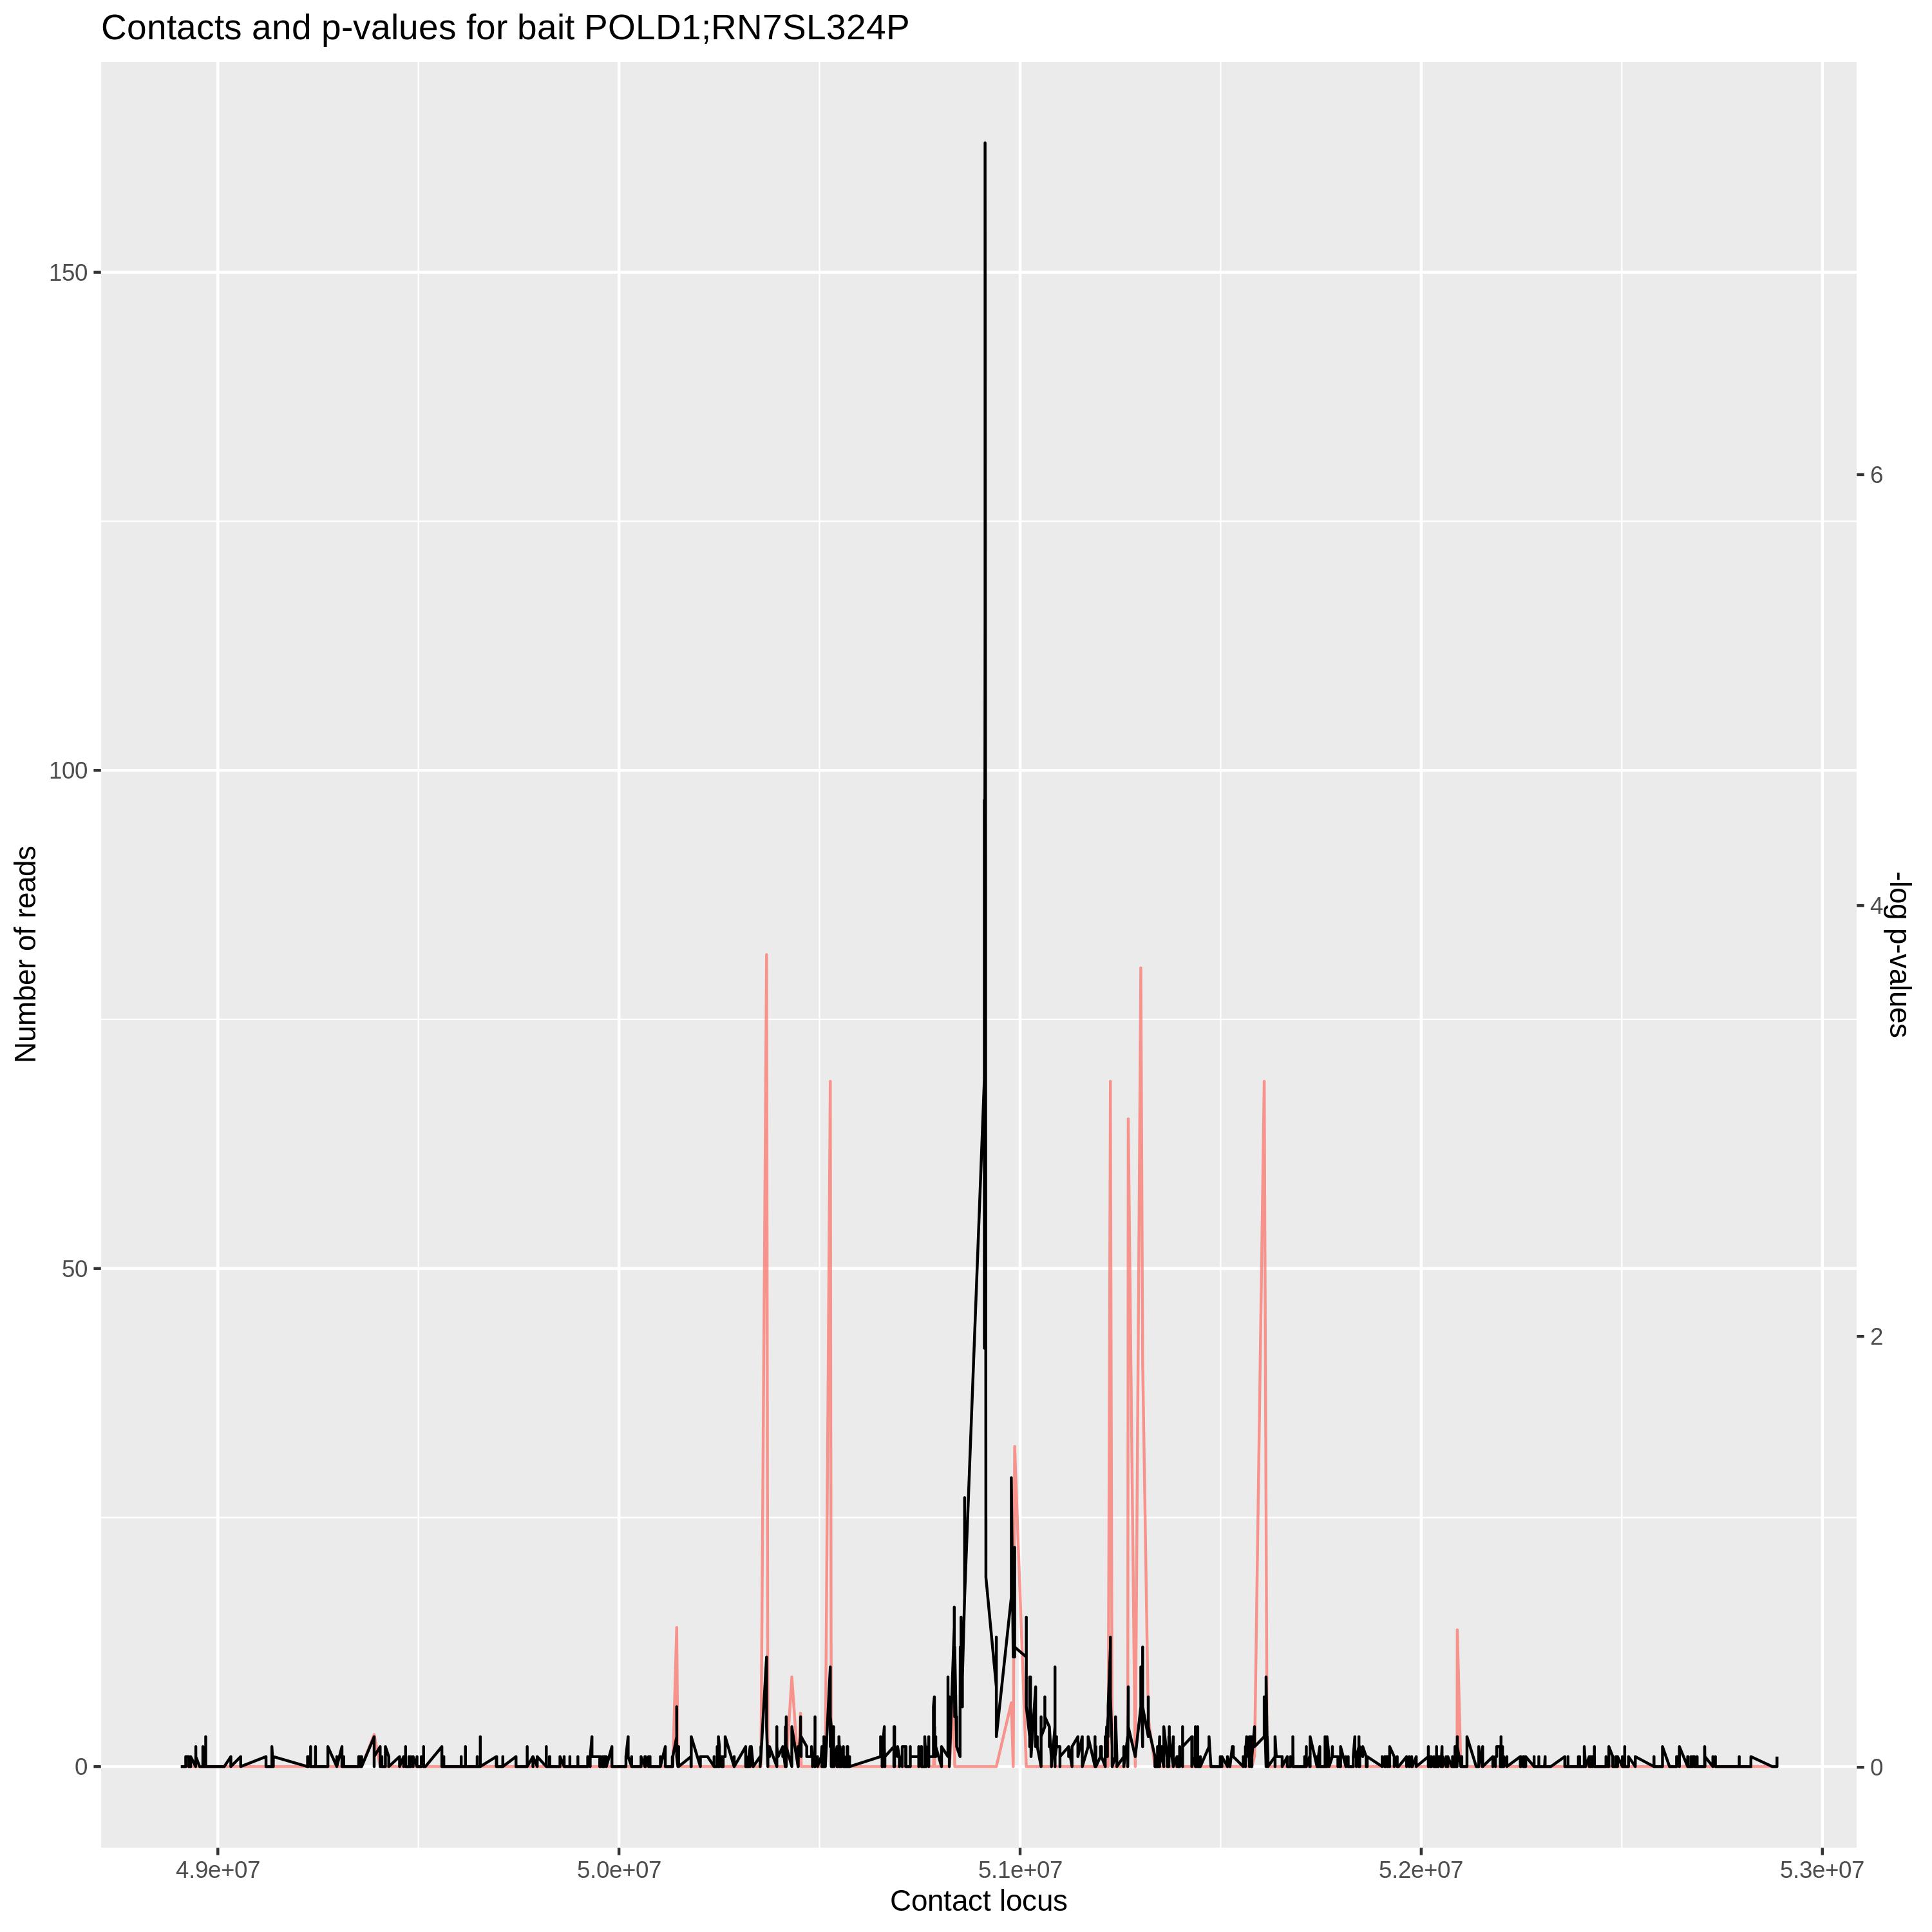 Contacts and p-values for bait POLD1;RN7SL324P
150
100
50
0
Number of reads
6
4
2
0
-log p-values
4.9e+07 5.0e+07 5.1e+07 5.2e+07 5.3e+07
Contact locus